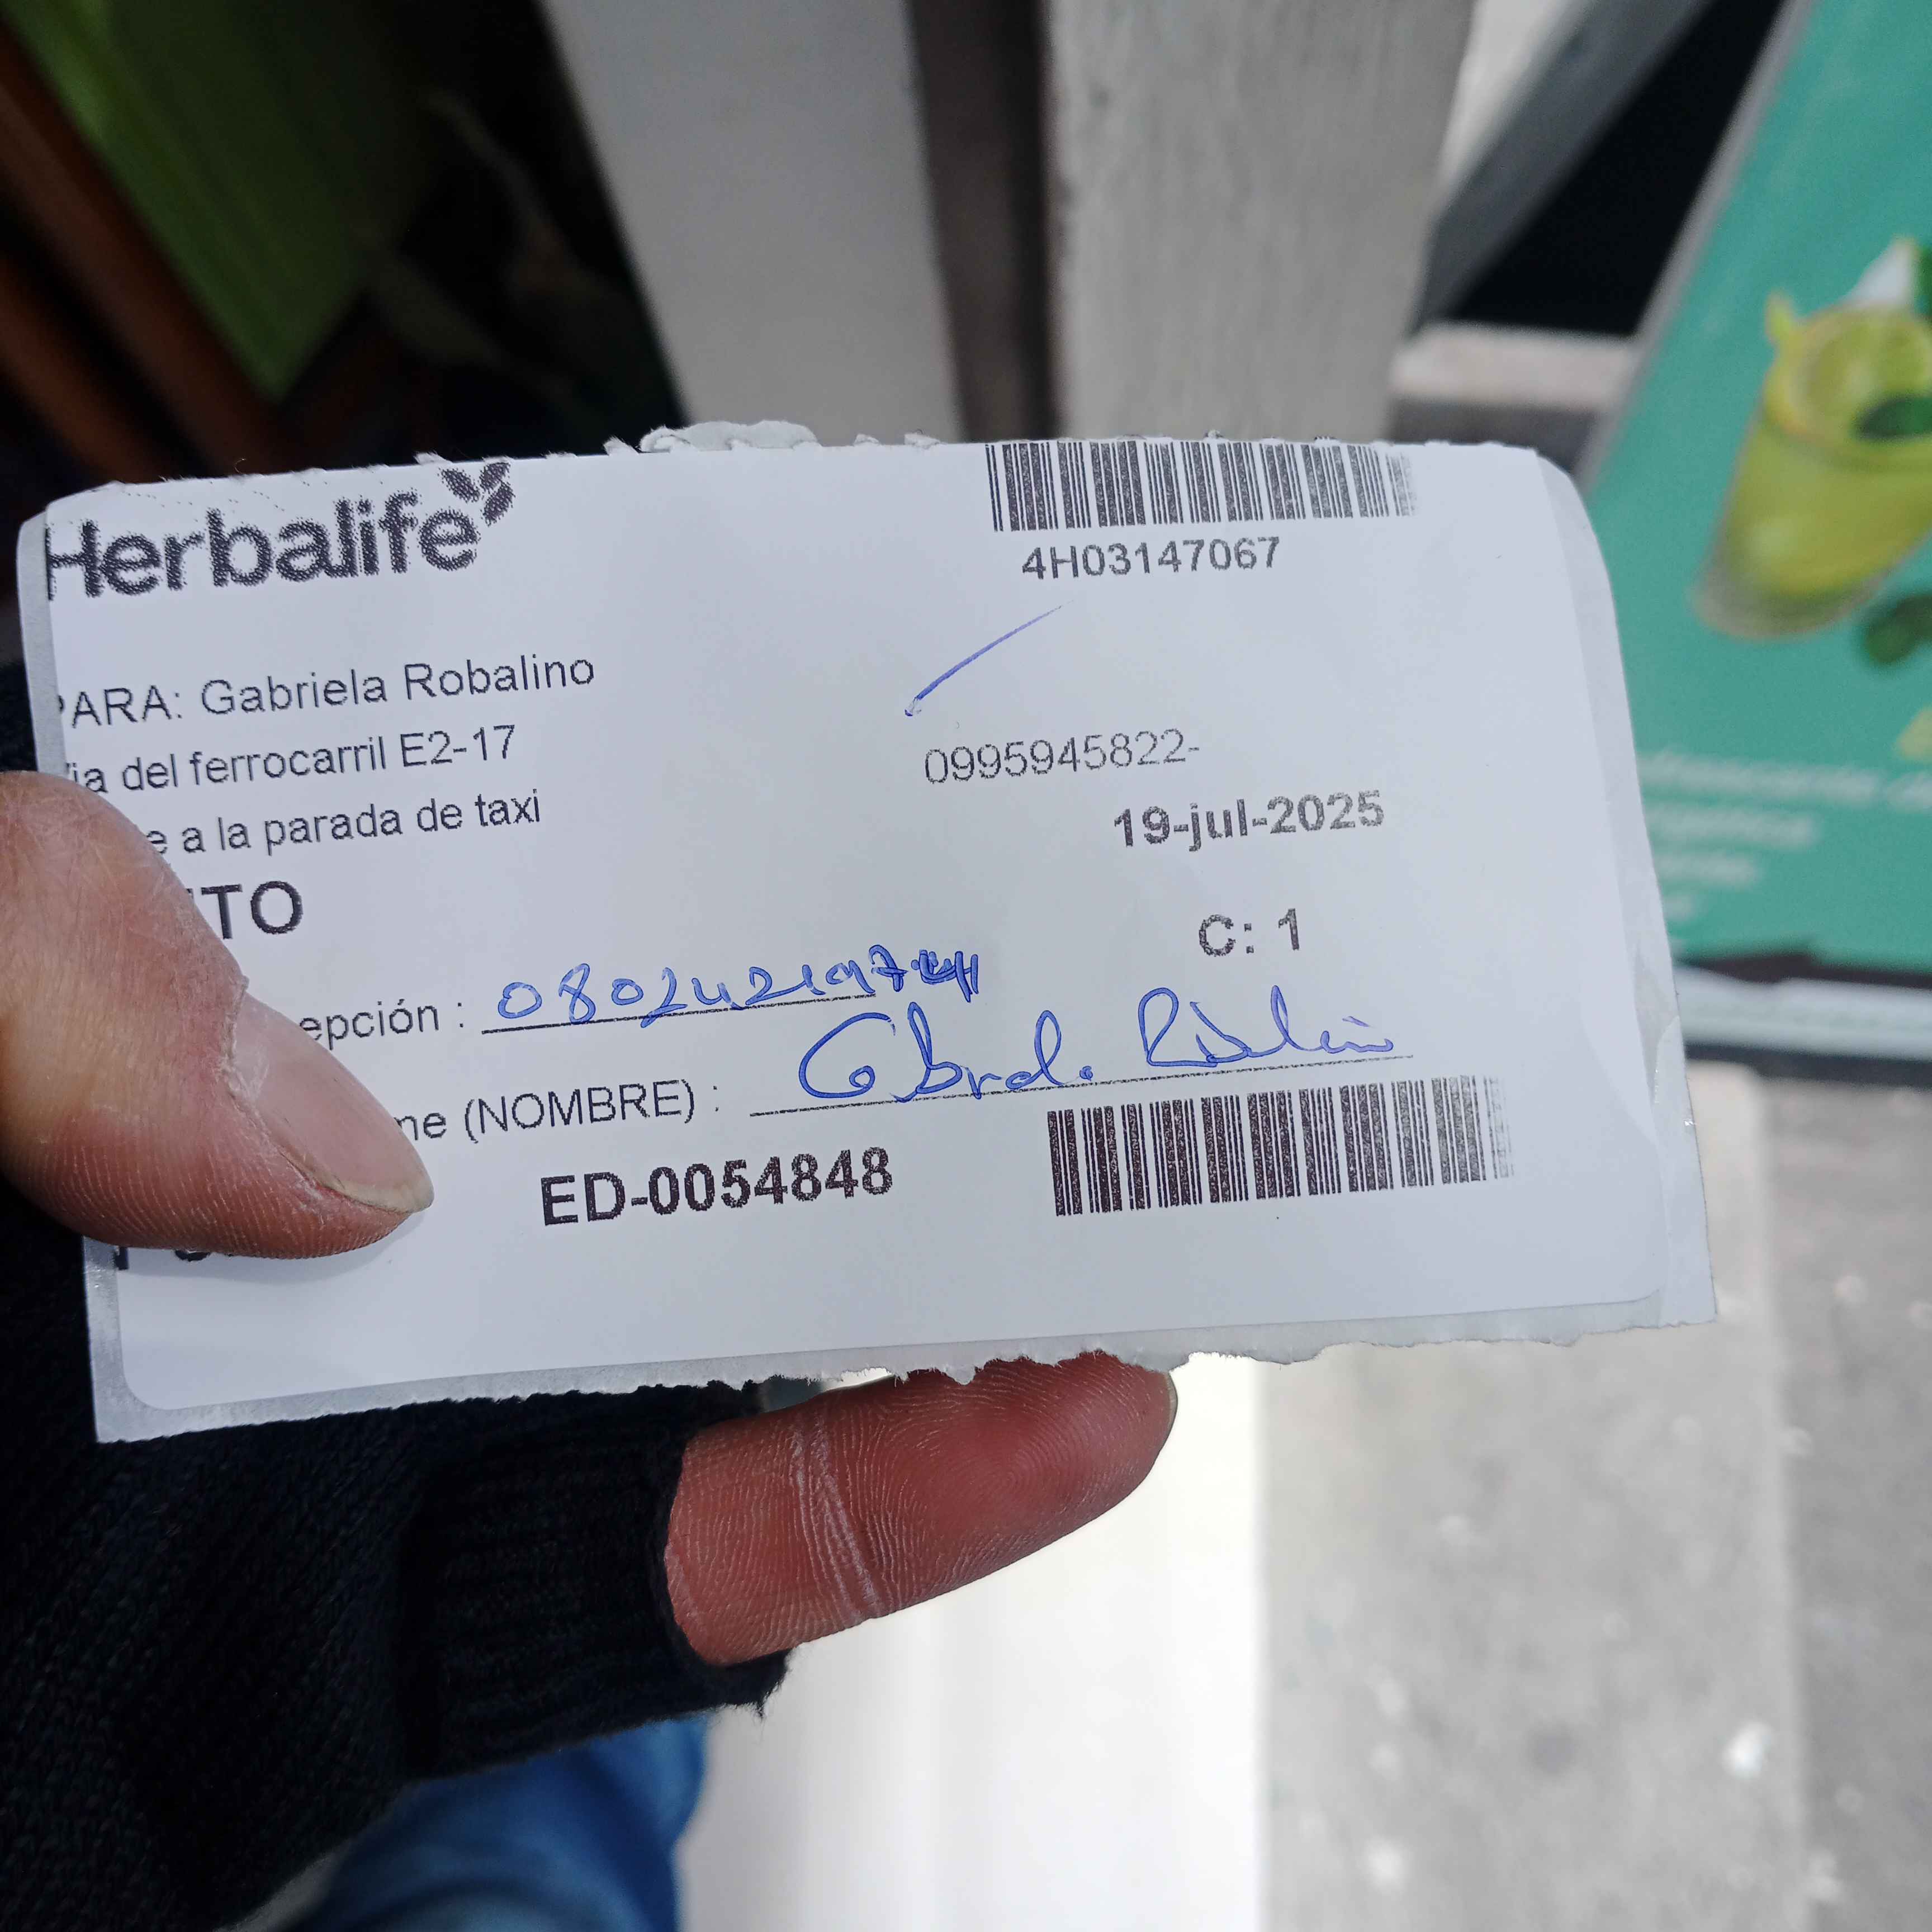 Herbalife
4H03147067
PARA: Gabriela Robalino
ia del ferrocarril E2-17
0995945822-
e a la parada de taxi
19-jul-2025
TO
C: 1
epción :
me (NOMBRE) :
ED-0054848